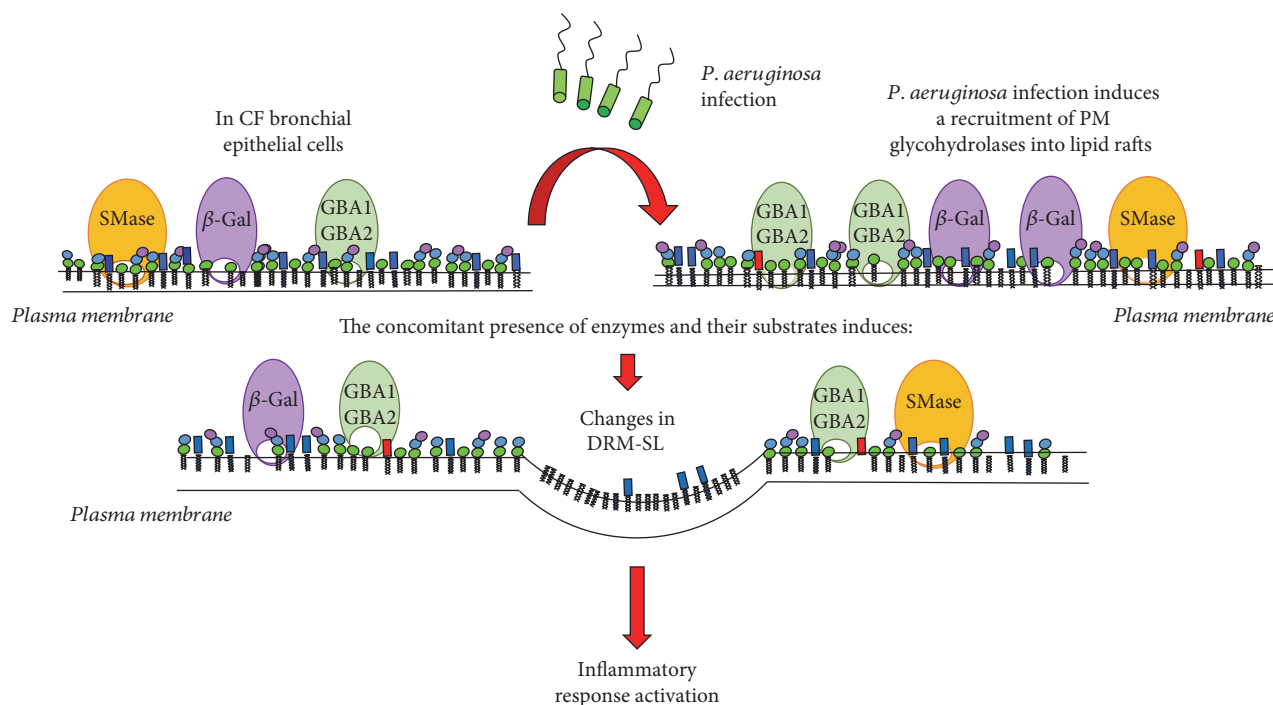 P. aeruginosa
infection
In CF bronchial
epithelial cells
P. aeruginosa infection induces
a recruitment of PM
glycohydrolases into lipid rafts
SMase
β-Gal
GBA1
GBA2
GBA1
GBA2
GBA1
GBA2
β-Gal
β-Gal
SMase
Plasma membrane
Plasma membrane
The concomitant presence of enzymes and their substrates induces:
β-Gal
GBA1
GBA2
Changes in
DRM-SL
GBA1
GBA2
SMase
Plasma membrane
Inflammatory
response activation